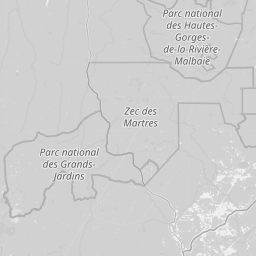 Parc national
des Hautes-
Gorges-
de-la-Rivière-
Malbaie
Zec des
Martres
Parc national
des Grands-
Jardins